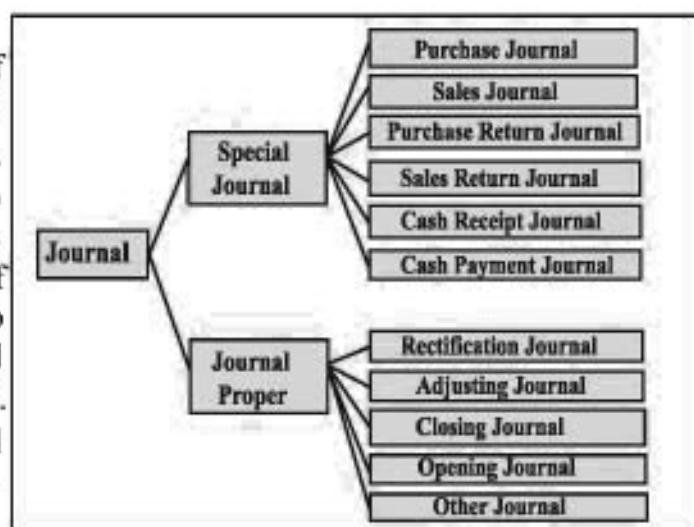 Purchase Journal
Sales Journal
Purchase Return Journal
Sales Return Journal
Cash Receipt Journal
Cash Payment Journal
Special
Journal
Journal
Journal
Proper
Rectification Journal
Adjusting Journal
Closing Journal
Opening Journal
Other Journal